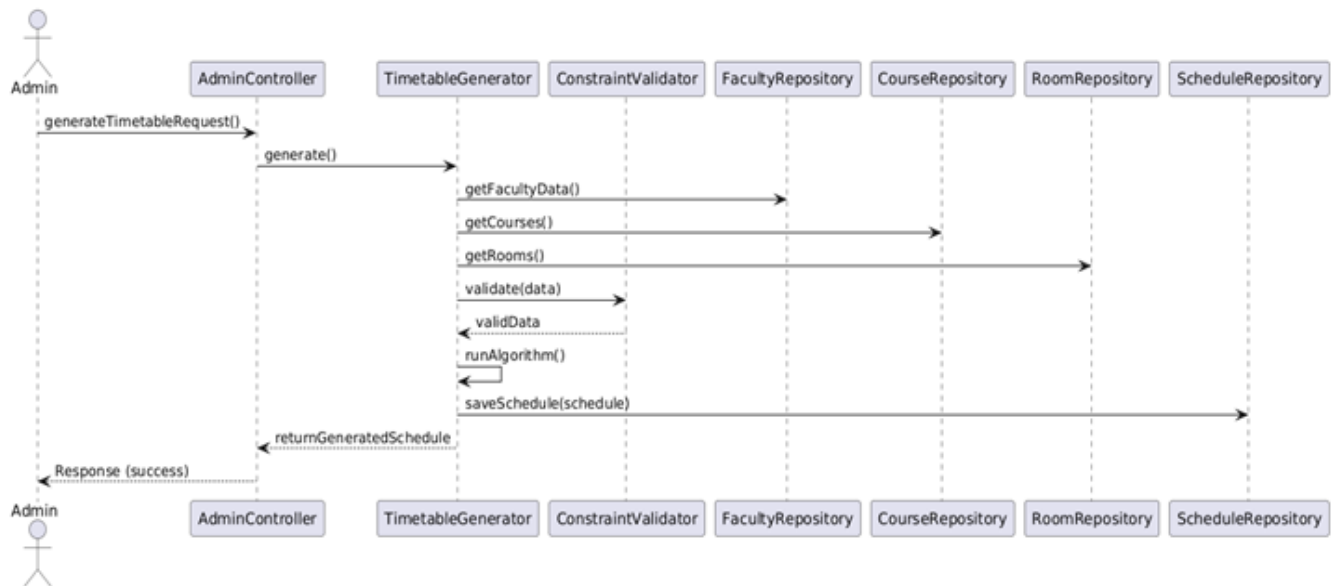 Admin
AdminController
TimetableGenerator
ConstraintValidator
FacultyRepository
CourseRepository
RoomRepository
ScheduleRepository
generateTimetableRequest()
generate()
getFacultyData()
getCourses()
getRooms()
validate(data)
validData
runAlgorithm()
saveSchedule(schedule)
returnGeneratedSchedule
Response (success)
Admin
AdminController
TimetableGenerator
ConstraintValidator
FacultyRepository
CourseRepository
RoomRepository
ScheduleRepository